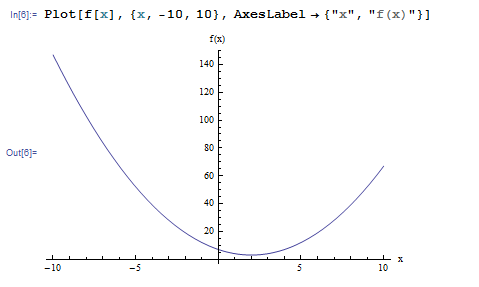 In[6]:= Plot[f[x], {x, -10, 10}, AxesLabel → {"x", "f(x)"}]
f(x)
140
120
100
80
60
40
20
Out[6]=
-10 -5 5 10 x